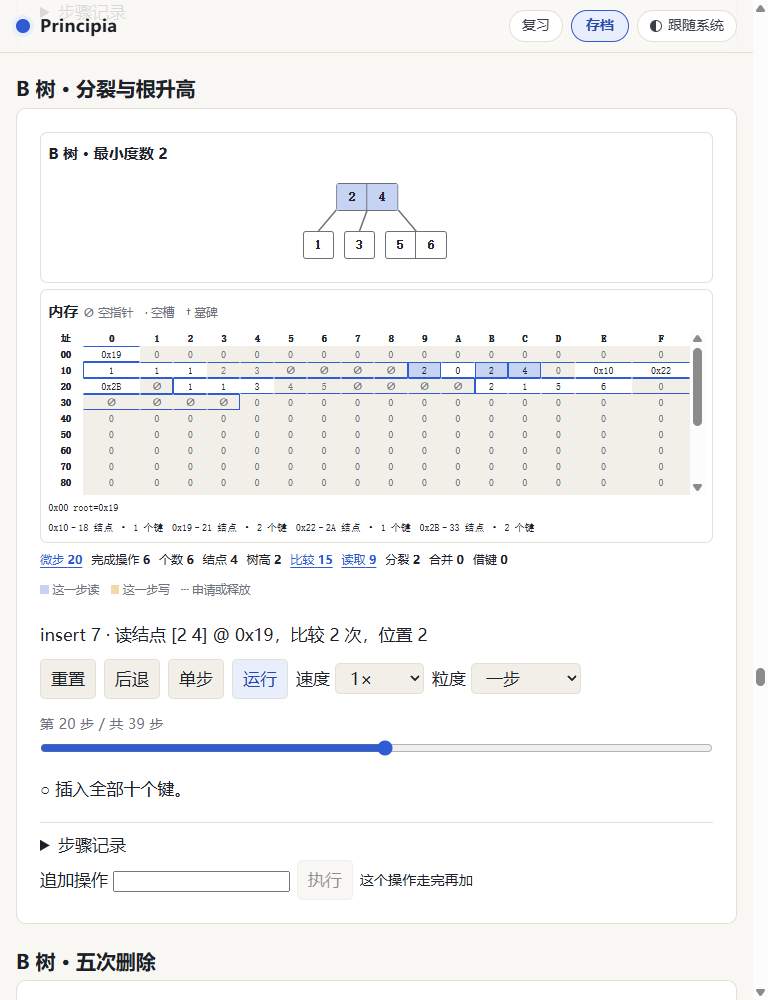 ▶ 步骤记录
Principia 复习 存档 跟随系统
B 树 · 分裂与根升高
B 树 · 最小度数 2
2 4
1 3 5 6
内存 ∅ 空指针 · 空槽 † 墓碑
址 0 1 2 3 4 5 6 7 8 9 A B C D E F
00 0x19 0 0 0 0 0 0 0 0 0 0 0 0 0 0 0
10 1 1 1 2 3 ∅ ∅ ∅ ∅ 2 0 2 4 0 0x10 0x22
20 0x2B ∅ 1 1 3 4 5 ∅ ∅ ∅ ∅ 2 1 5 6 0
30 ∅ ∅ ∅ ∅ 0 0 0 0 0 0 0 0 0 0 0 0
40 0 0 0 0 0 0 0 0 0 0 0 0 0 0 0 0
50 0 0 0 0 0 0 0 0 0 0 0 0 0 0 0 0
60 0 0 0 0 0 0 0 0 0 0 0 0 0 0 0 0
70 0 0 0 0 0 0 0 0 0 0 0 0 0 0 0 0
80 0 0 0 0 0 0 0 0 0 0 0 0 0 0 0 0
0x00 root=0x19
0x10–18 结点 · 1 个键 0x19–21 结点 · 2 个键 0x22–2A 结点 · 1 个键 0x2B–33 结点 · 2 个键
微步 20 完成操作 6 个数 6 结点 4 树高 2 比较 15 读取 9 分裂 2 合并 0 借键 0
这一步读 这一步写 ┄ 申请或释放
insert 7 · 读结点 [2 4] @ 0x19，比较 2 次，位置 2
重置 后退 单步 运行 速度 1× 粒度 一步
第 20 步 / 共 39 步
○ 插入全部十个键。
▶ 步骤记录
追加操作 执行 这个操作走完再加
B 树 · 五次删除